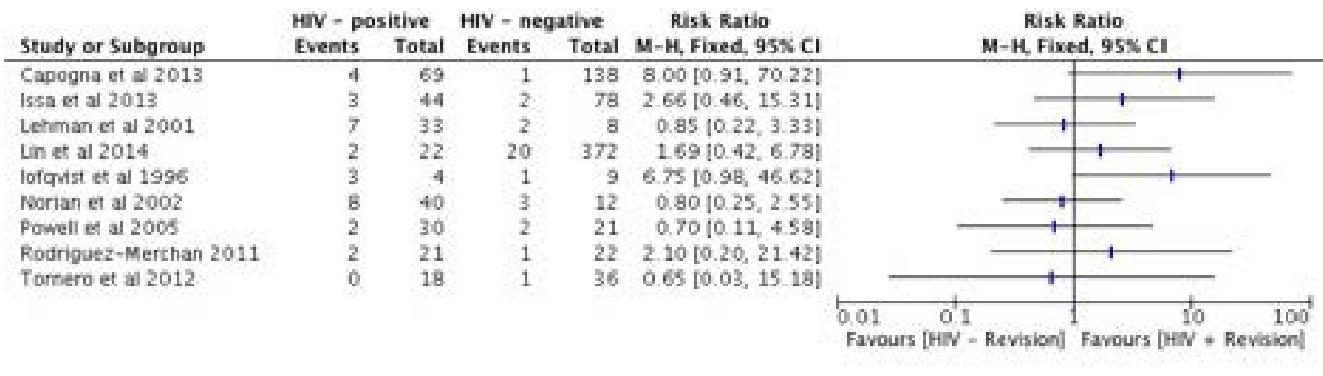 HIV - positive HIV - negative Risk Ratio Risk Ratio
Study or Subgroup Events Total Events Total M-H, Fixed, 95% CI M-H, Fixed, 95% CI
Capogna et al 2013 4 69 1 138 8.00 [0.91, 70.22]
Issa et al 2013 3 44 2 78 2.66 [0.46, 15.31]
Lehman et al 2001 7 33 2 8 0.85 [0.22, 3.33]
Lin et al 2014 2 22 20 372 1.69 [0.42, 6.78]
lofqvist et al 1996 3 4 1 9 6.75 [0.98, 46.62]
Norian et al 2002 8 40 3 12 0.80 [0.25, 2.55]
Powell et al 2005 2 30 2 21 0.70 [0.11, 4.58]
Rodriguez-Merchan 2011 2 21 1 22 2.10 [0.20, 21.42]
Tornero et al 2012 0 18 1 36 0.65 [0.03, 15.18]
0.01 0.1 1 10 100
Favours [HIV - Revision] Favours [HIV + Revision]